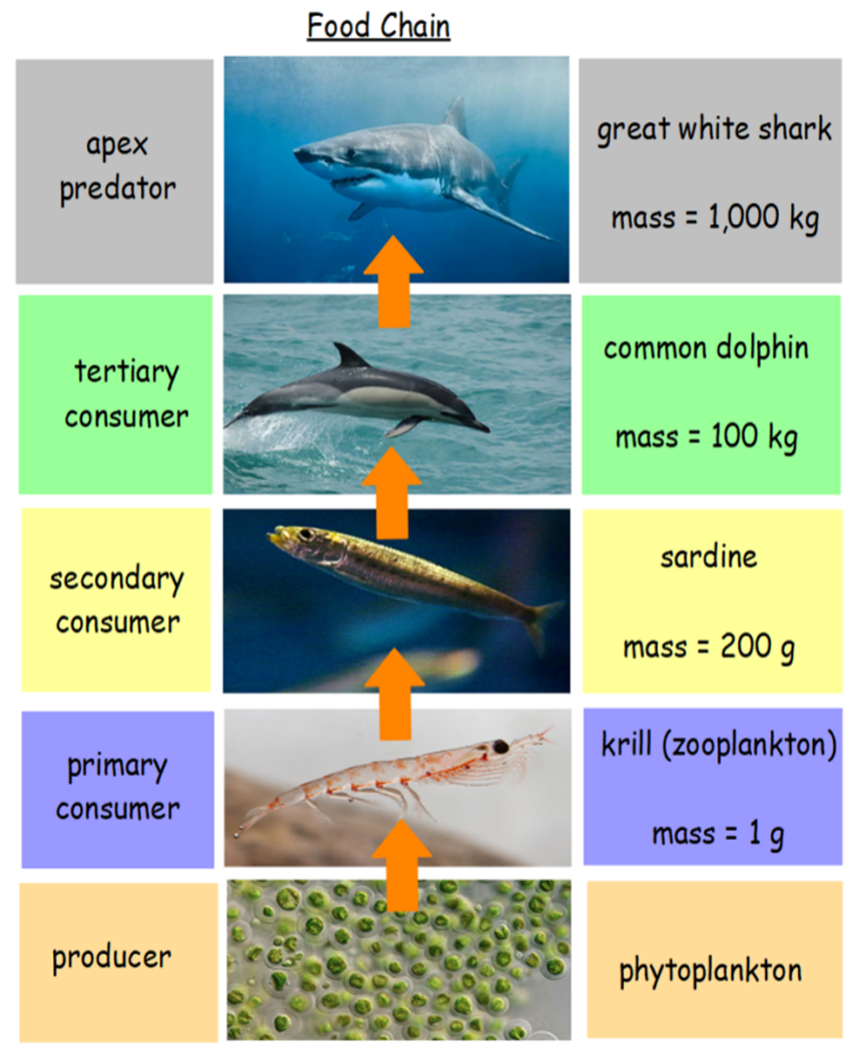 Food Chain
apex
predator
great white shark
mass = 1,000 kg
tertiary
consumer
common dolphin
mass = 100 kg
secondary
consumer
sardine
mass = 200 g
primary
consumer
krill (zooplankton)
mass = 1 g
producer
phytoplankton